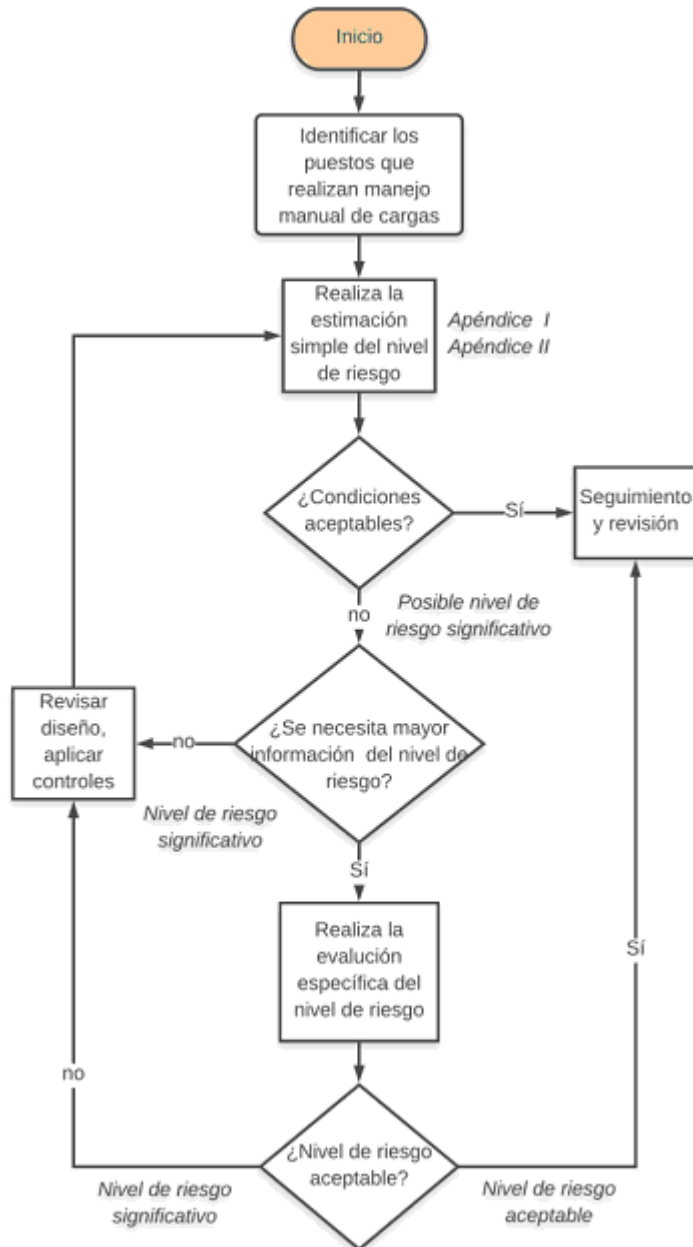 Inicio
Identificar los
puestos que
realizan manejo
manual de cargas
Realiza la
estimación
simple del nivel
de riesgo
Apéndice I
Apéndice II
¿Condiciones
aceptables?
Sí
Seguimiento
y revisión
no
Posible nivel de
riesgo significativo
¿Se necesita mayor
información del nivel de
riesgo?
no
Revisar
diseño,
aplicar
controles
Nivel de riesgo
significativo
Sí
Realiza la
evalución
específica del
nivel de riesgo
Sí
no
¿Nivel de riesgo
aceptable?
Nivel de riesgo
significativo
Nivel de riesgo
aceptable